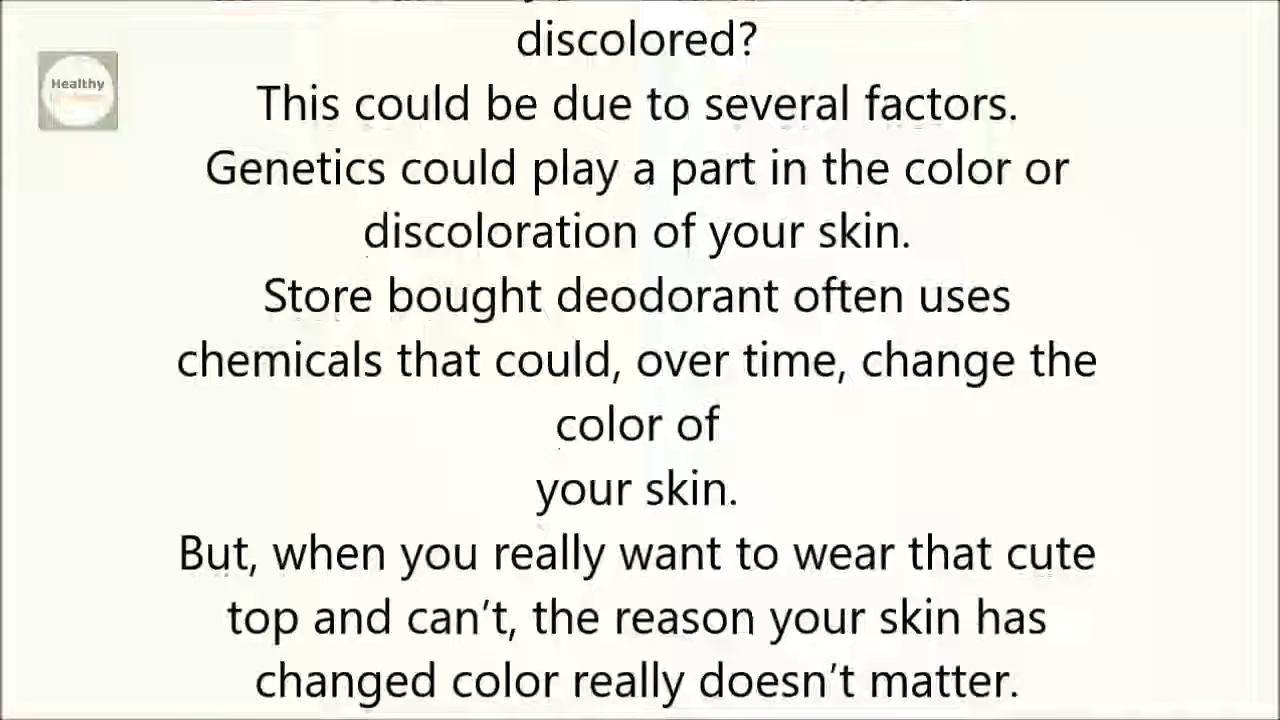 discolored?
Healthy
This could be due to several factors.
Genetics could play a part in the color or
discoloration of your skin.
Store bought deodorant often uses
chemicals that could, over time, change the
color of
your skin.
But, when you really want to wear that cute
top and can't, the reason your skin has
changed color really doesn't matter.